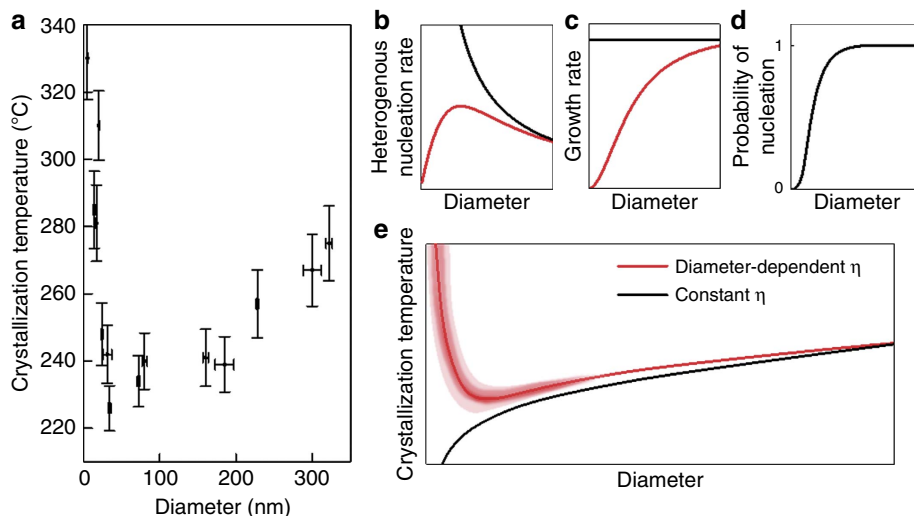 a
340
320
300
280
260
240
220
0
100
200
300
Crystallization temperature (°C)
Diameter (nm)
b
Heterogenous
nucleation rate
Diameter
c
Growth rate
Diameter
d
Probability of
nucleation
1
0
Diameter
e
Crystallization temperature
Diameter-dependent η
Constant η
Diameter